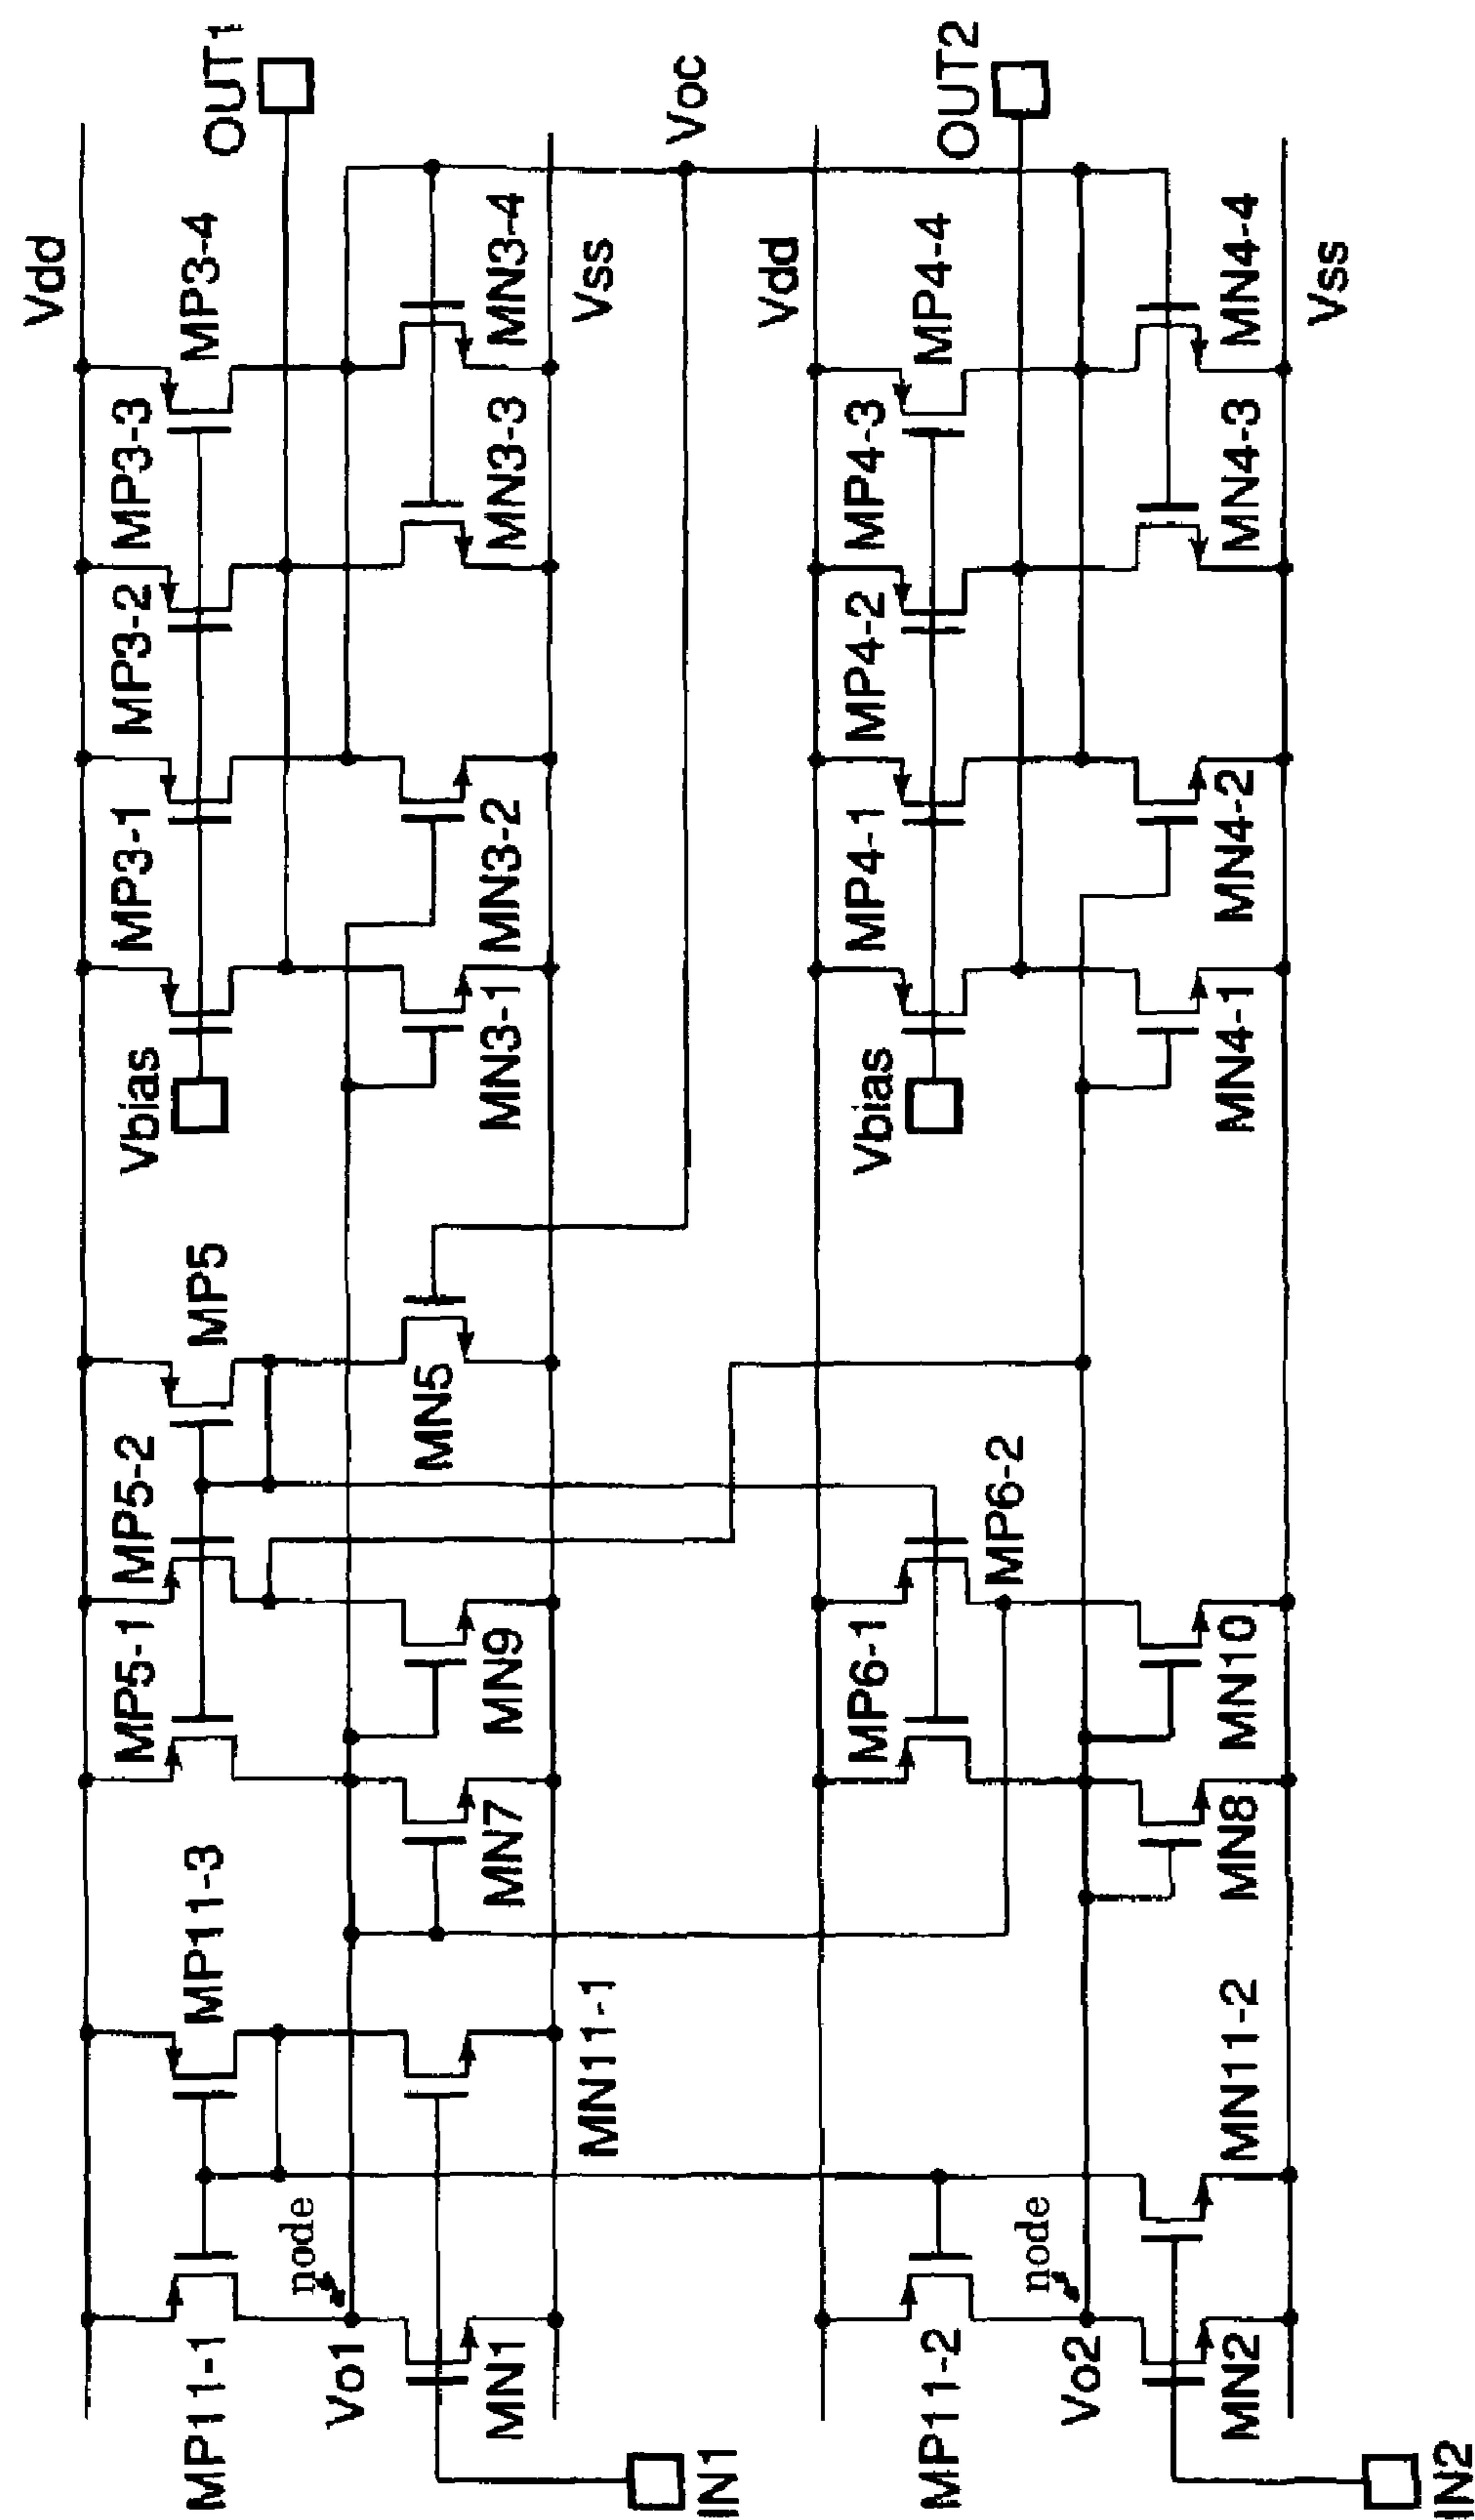 Vdd
OUT1
MP11-1
MP11-3
MP5-1
MP5-2
MP5
Vbias
MP3-1
MP3-2
MP3-3
MP3-4
node
Vo1
MN1
MN11-1
MN7
MN9
MN5
MN3-1
MN3-2
MN3-3
MN3-4
Vss
IN1
Voc
Vdd
OUT2
MP11-2
MP6-1
MP6-2
Vbias
MP4-1
MP4-2
MP4-3
MP4-4
node
Vo2
MN2
MN11-2
MN8
MN10
MN4-1
MN4-2
MN4-3
MN4-4
Vss
IN2